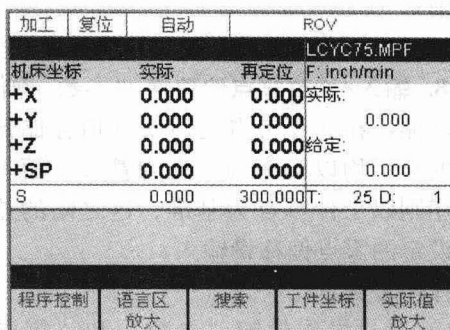 加工 复位 自动 ROV
LCYC75.MPF
机床坐标 实际 再定位 F: inch/min
+X 0.000 0.000 实际:
+Y 0.000 0.000 0.000
+Z 0.000 0.000 给定:
+SP 0.000 0.000 0.000
S 0.000 300.000 T: 25 D: 1
程序控制 语言区放大 搜索 工件坐标 实际值放大